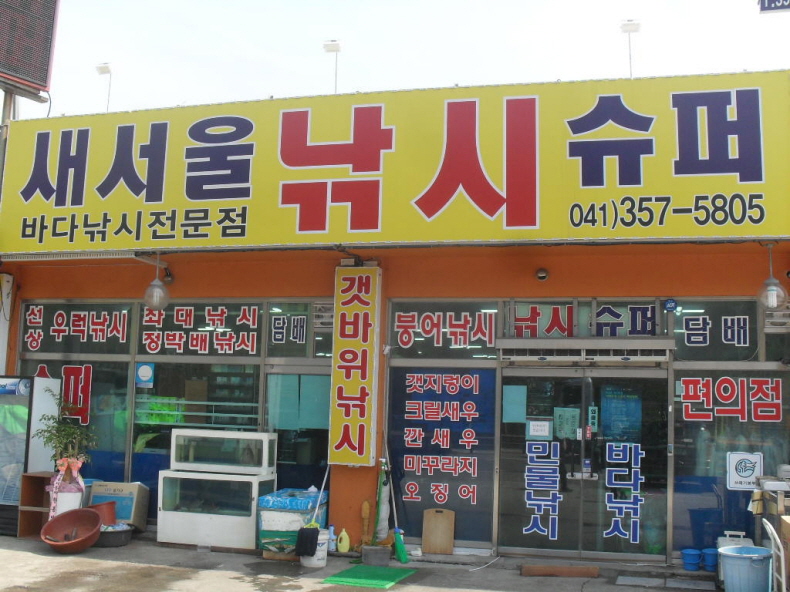 새서울 낚시 슈퍼
바다낚시전문점
041)357-5805
선상 우럭낚시
좌대낚시
정박배낚시
담배
슈퍼
갯바위낚시
붕어낚시
낚시 슈퍼
담배
갯지렁이
크릴새우
깐새우
미꾸라지
오징어
민물낚시
바다낚시
편의점